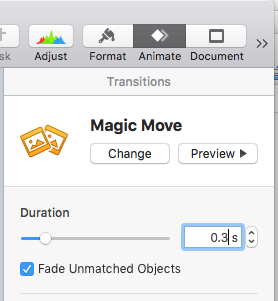 sk Adjust Format Animate Document
Transitions
Magic Move
Change Preview
Duration
0.3 s
Fade Unmatched Objects